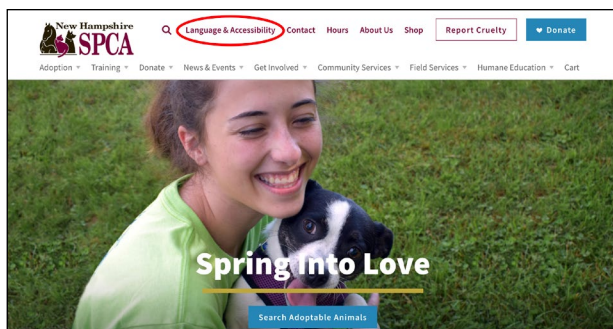 New Hampshire
SPCA
Language & Accessibility Contact Hours About Us Shop Report Cruelty Donate
Adoption Training Donate News & Events Get Involved Community Services Field Services Humane Education Cart
Spring Into Love
Search Adoptable Animals